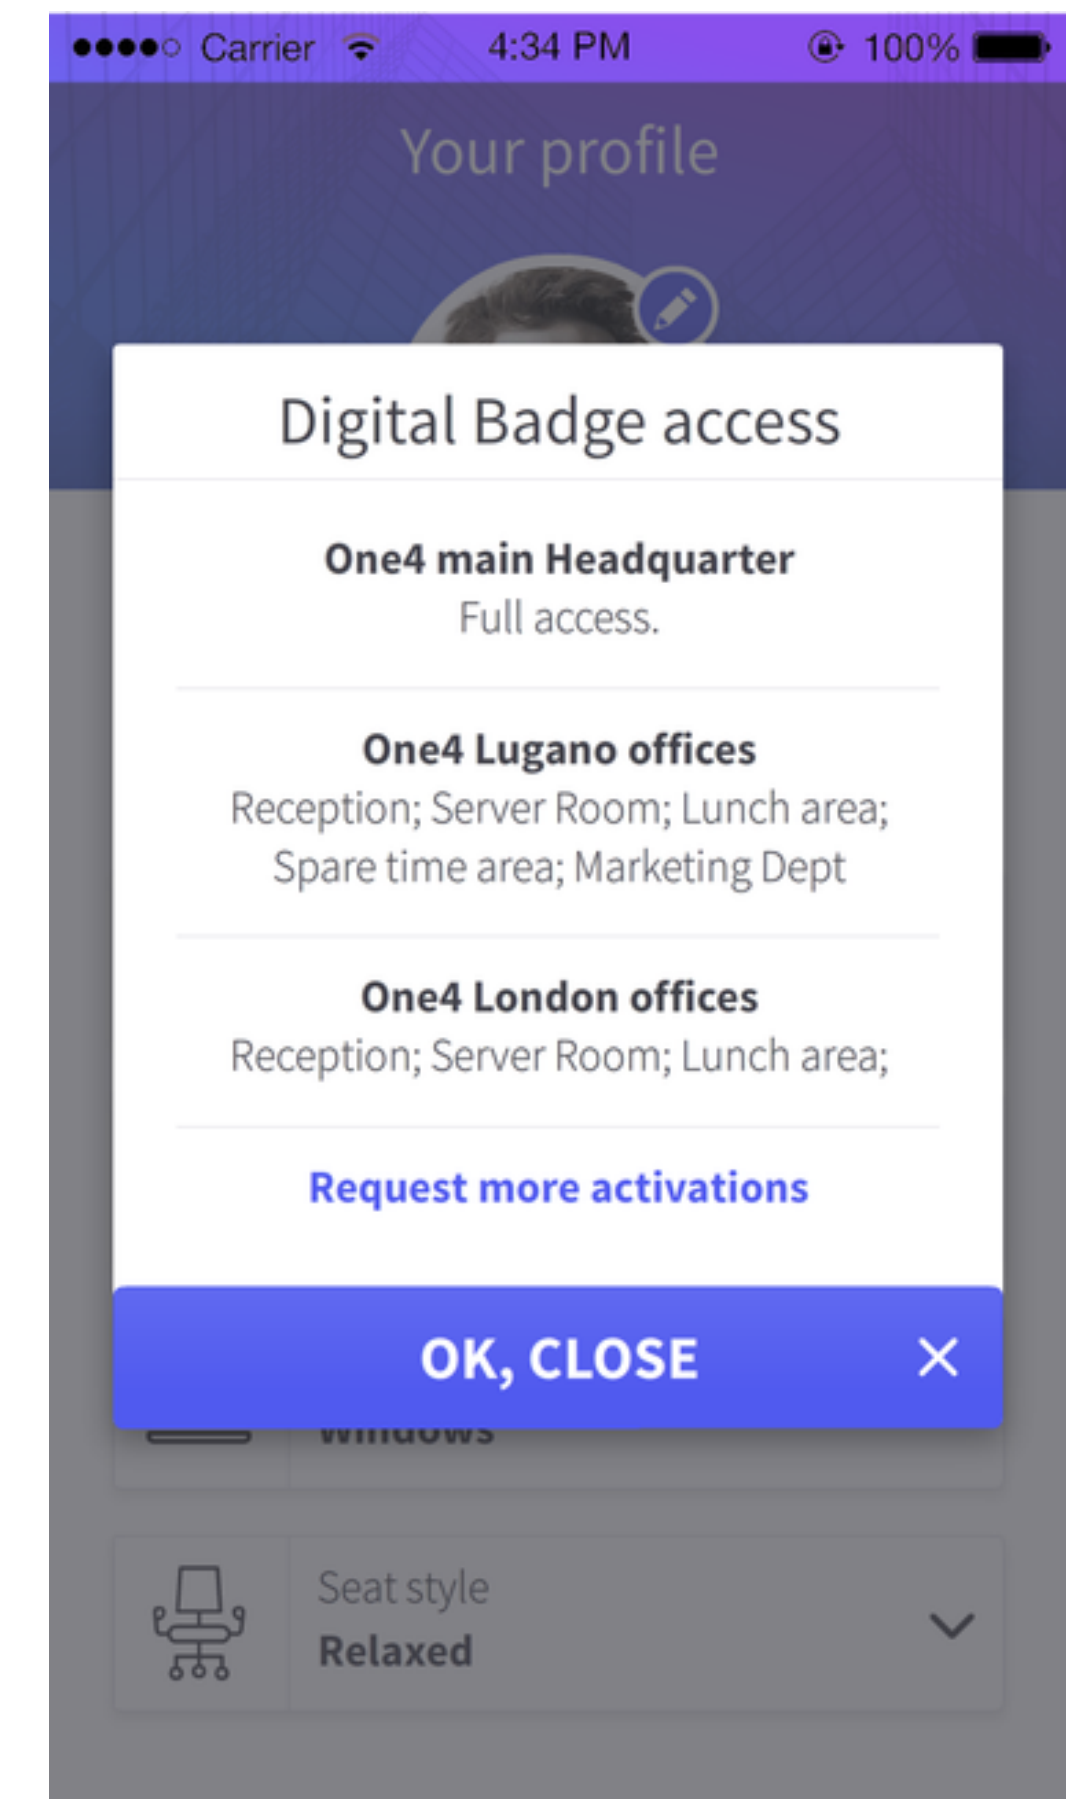 Carrier 4:34 PM 100%
Your profile
Digital Badge access
One4 main Headquarter
Full access.
One4 Lugano offices
Reception; Server Room; Lunch area;
Spare time area; Marketing Dept
One4 London offices
Reception; Server Room; Lunch area;
Request more activations
OK, CLOSE
Windows
Seat style
Relaxed